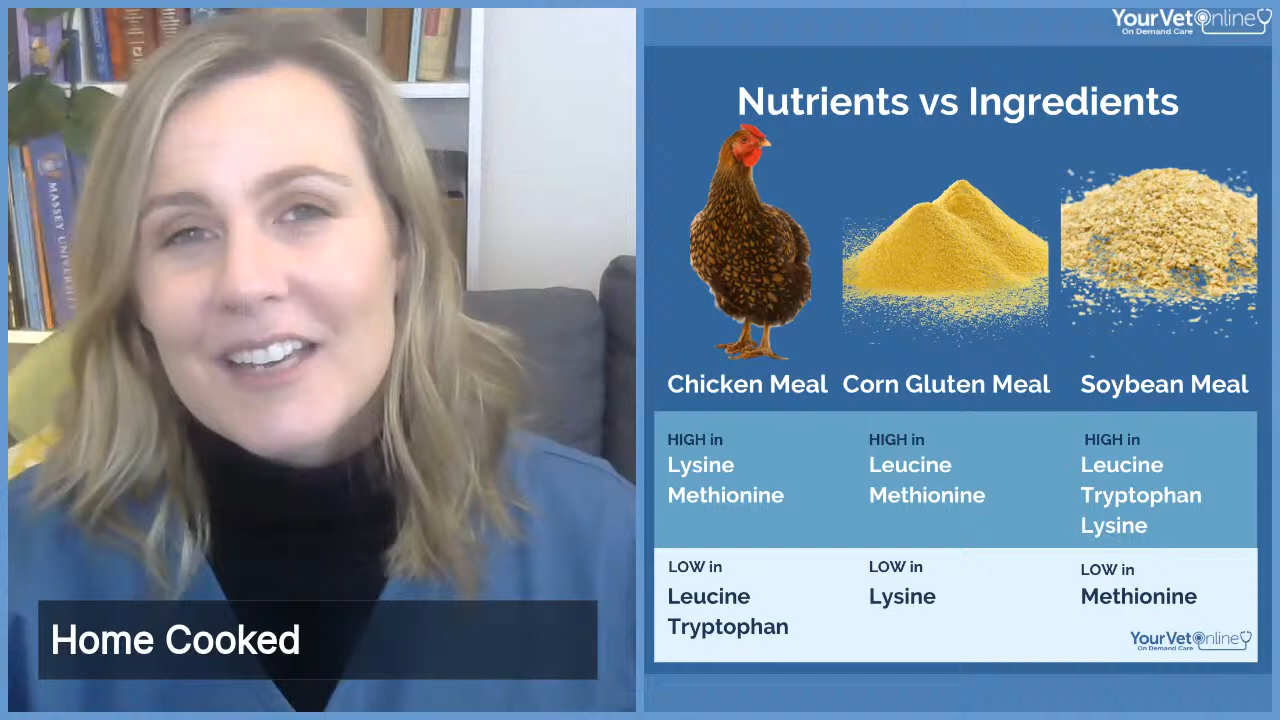 MASSEY UNIVERSITY
Home Cooked
YourVetOnline
On Demand Care
Nutrients vs Ingredients
Chicken Meal
Corn Gluten Meal
Soybean Meal
HIGH in
Lysine
Methionine
HIGH in
Leucine
Methionine
HIGH in
Leucine
Tryptophan
Lysine
LOW in
Leucine
Tryptophan
LOW in
Lysine
LOW in
Methionine
YourVetOnline
On Demand Care